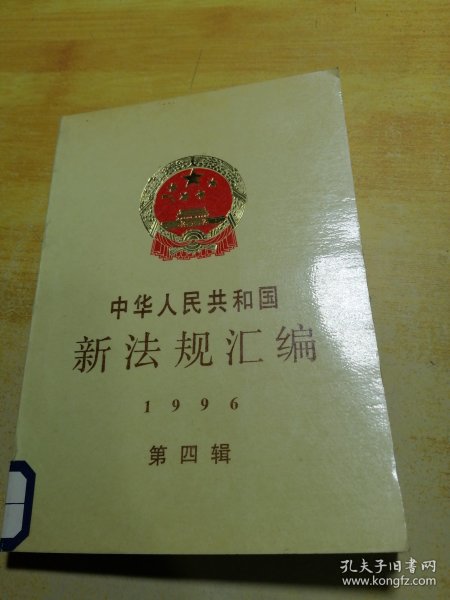 中华人民共和国
新法规汇编
1996
第四辑
孔夫子旧书网
www.kongfz.com